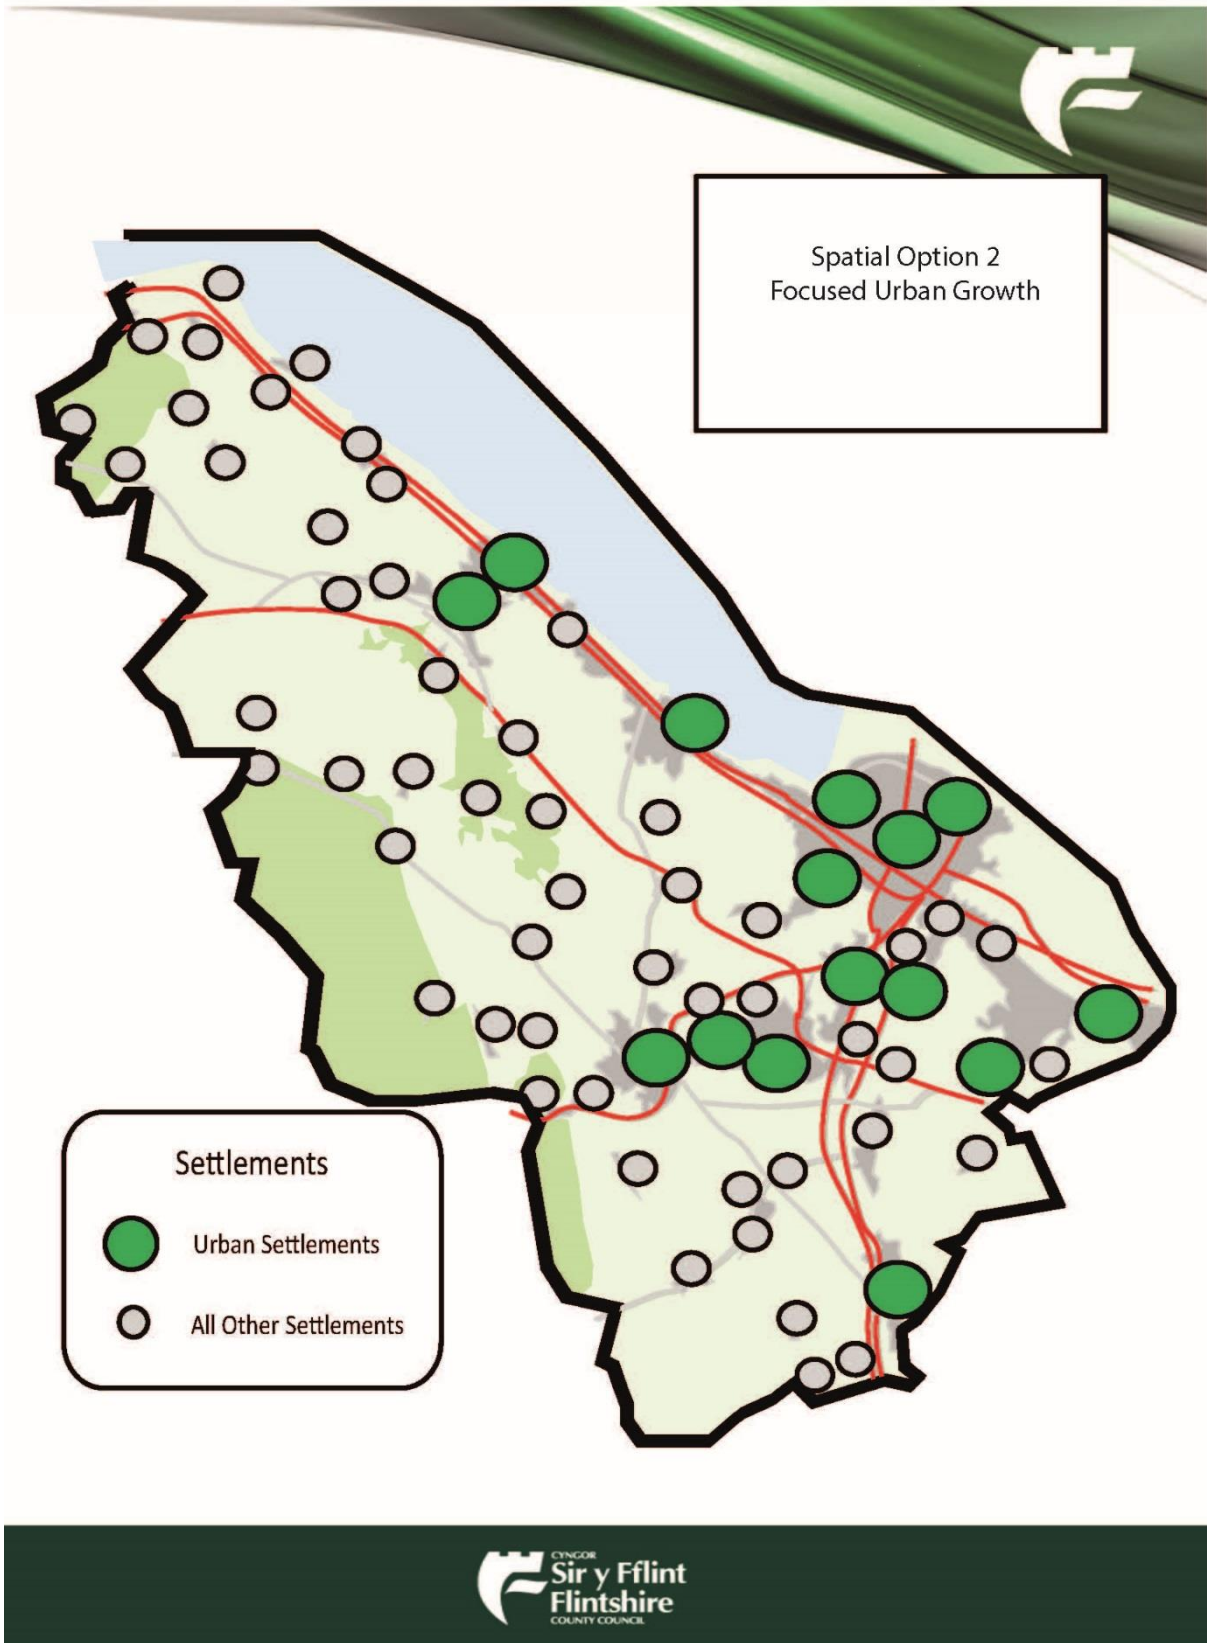 Spatial Option 2
Focused Urban Growth
Settlements
Urban Settlements
All Other Settlements
CYNGOR
Sir y Fflint
Flintshire
COUNTY COUNCIL